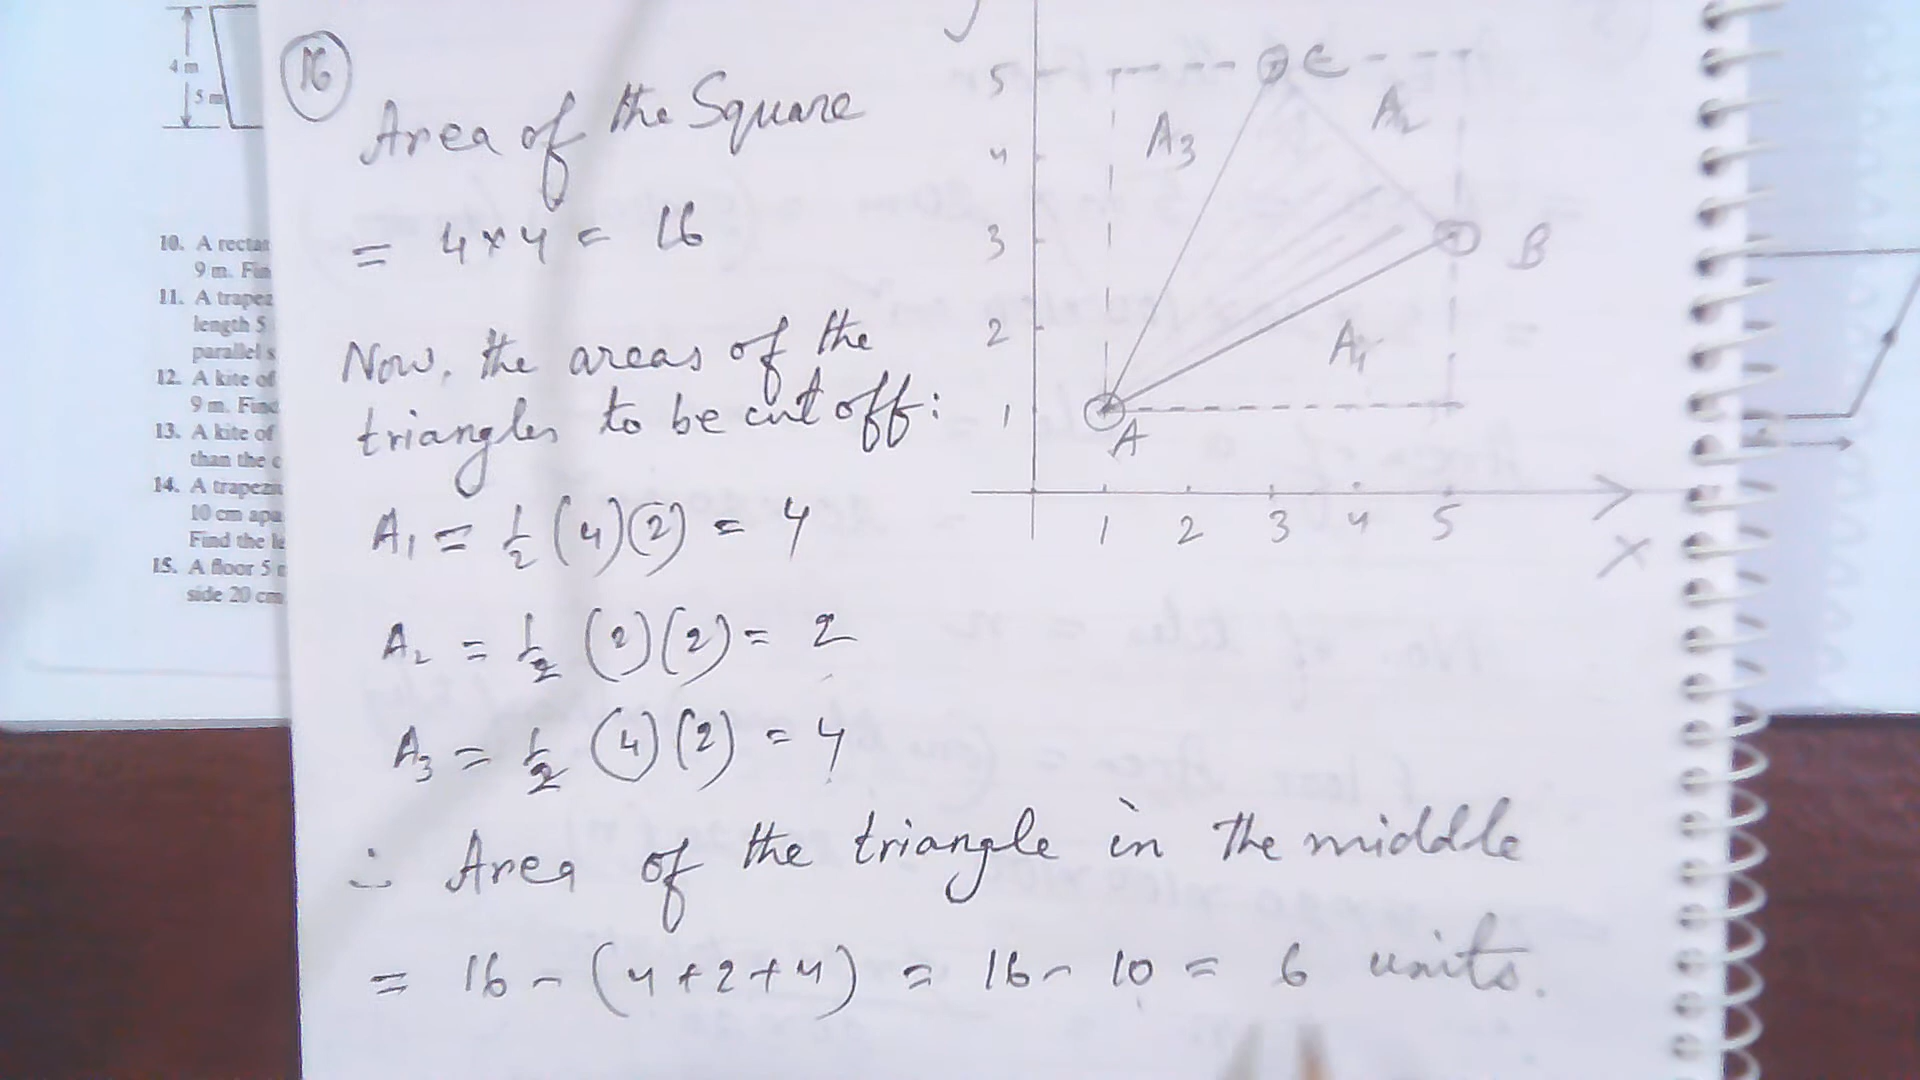 4 m
5 m
10. A rectan
9 m. Fin
11. A trapez
length 5
parallel s
12. A kite of
9 m. Find
13. A kite of
than the c
14. A trapeziu
10 cm apa
Find the le
15. A floor 5 m
side 20 cm
16
Area of the Square
= 4 × 4 = 16
Now, the areas of the
triangles to be cut off:
A₁ = 1/2 (4)(2) = 4
A₂ = 1/2 (2)(2) = 2
A₃ = 1/2 (4)(2) = 4
∴ Area of the triangle in the middle
= 16 - (4+2+4) = 16 - 10 = 6 units.
y
5
4
3
2
1
C
A₃
A₂
B
A₁
A
1 2 3 4 5
x